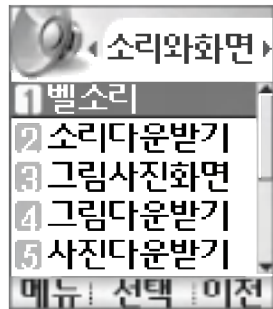 소리와화면
1 벨소리
2 소리다운받기
3 그림사진화면
4 그림다운받기
5 사진다운받기
메뉴 선택 이전